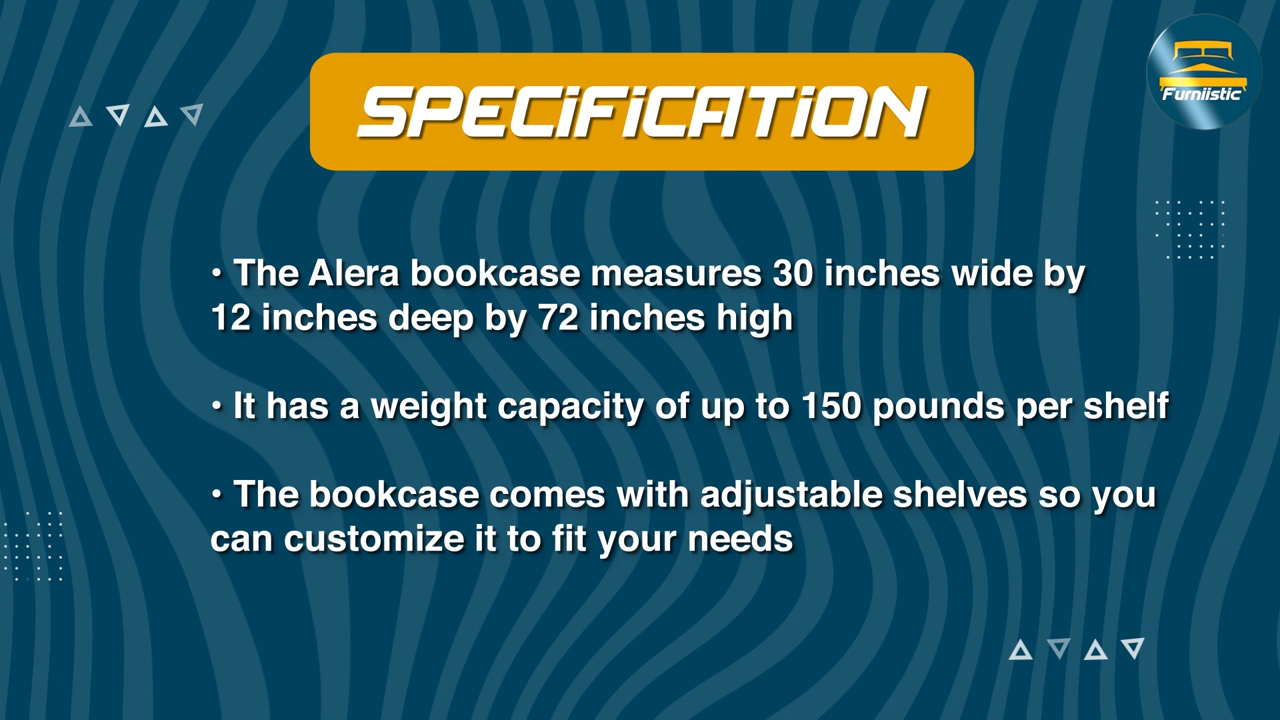 Furniistic
SPECiFiCATiON
• The Alera bookcase measures 30 inches wide by
12 inches deep by 72 inches high
• It has a weight capacity of up to 150 pounds per shelf
• The bookcase comes with adjustable shelves so you
can customize it to fit your needs